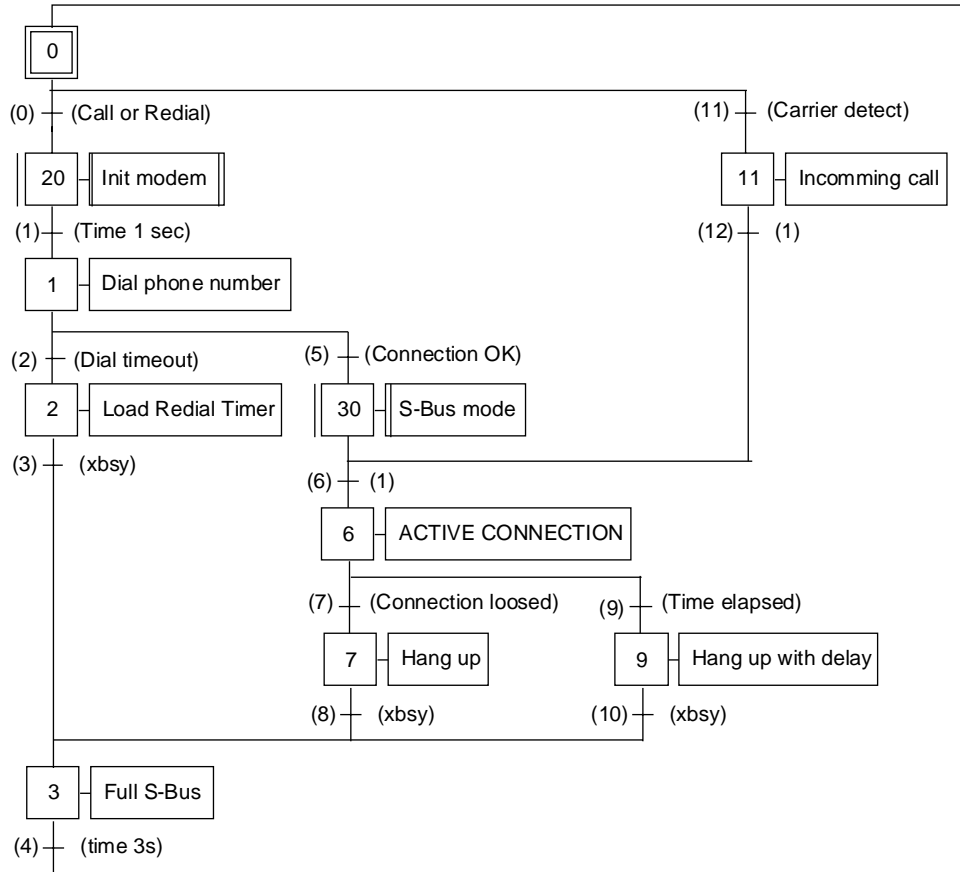 0
(0) (Call or Redial) (11) (Carrier detect)
20 Init modem 11 Incomming call
(1) (Time 1 sec) (12) (1)
1 Dial phone number
(2) (Dial timeout) (5) (Connection OK)
2 Load Redial Timer 30 S-Bus mode
(3) (xbsy)
(6) (1)
6 ACTIVE CONNECTION
(7) (Connection loosed) (9) (Time elapsed)
7 Hang up 9 Hang up with delay
(8) (xbsy) (10) (xbsy)
3 Full S-Bus
(4) (time 3s)